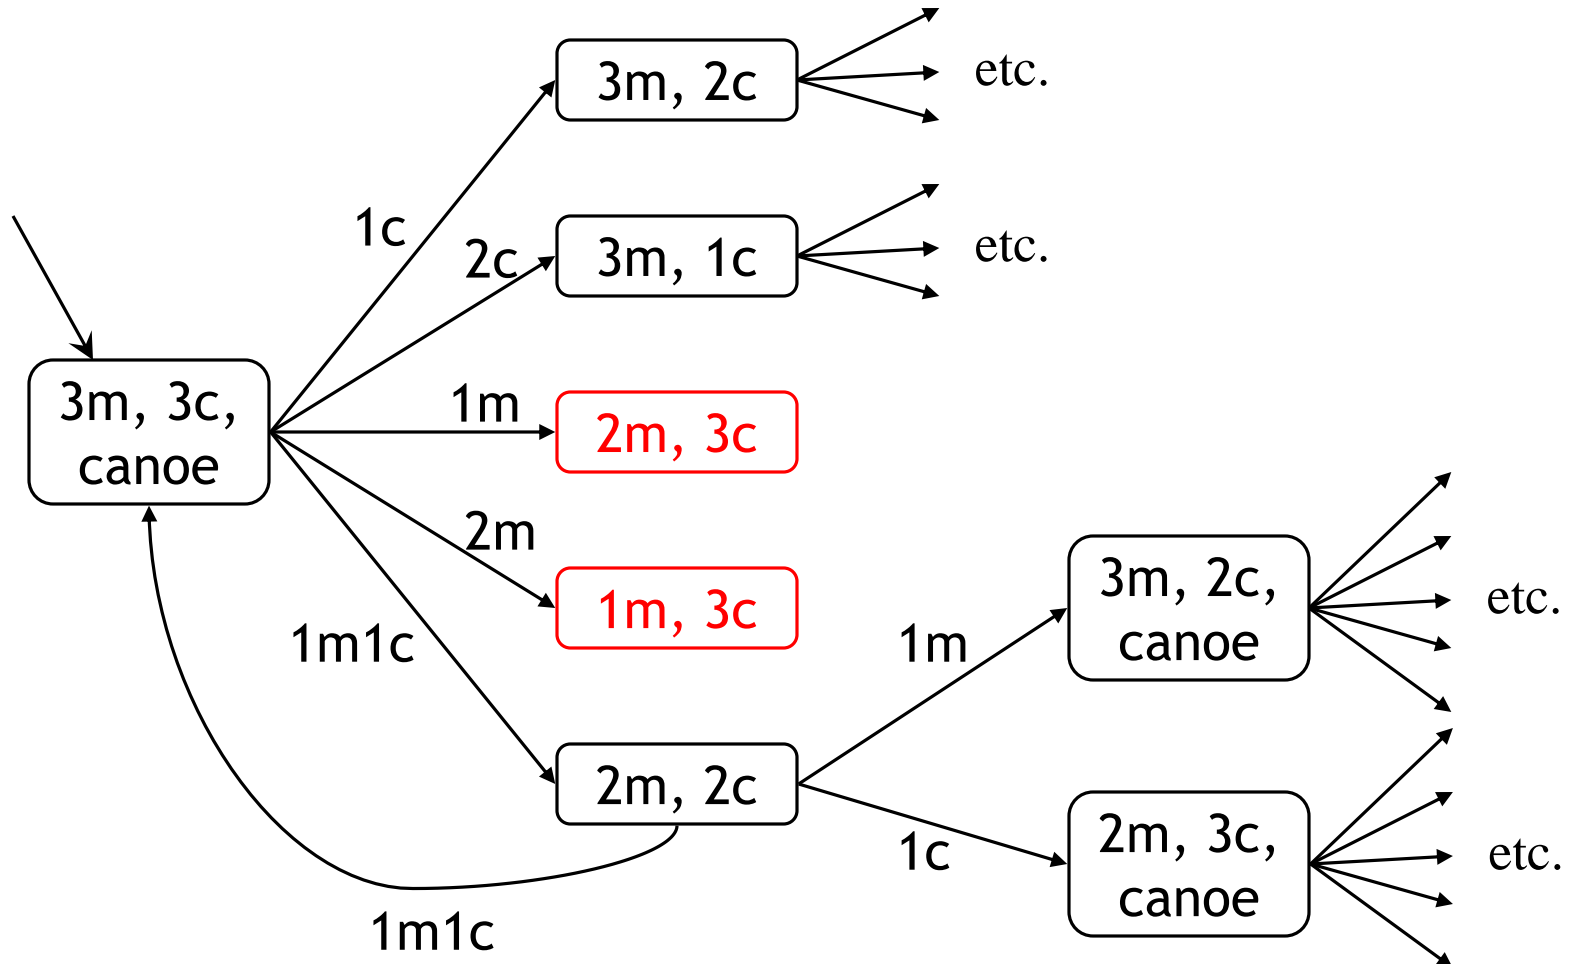 3m, 2c
etc.
1c
2c
3m, 1c
etc.
3m, 3c,
canoe
1m
2m, 3c
2m
1m, 3c
1m1c
3m, 2c,
canoe
etc.
1m
2m, 2c
1c
2m, 3c,
canoe
etc.
1m1c